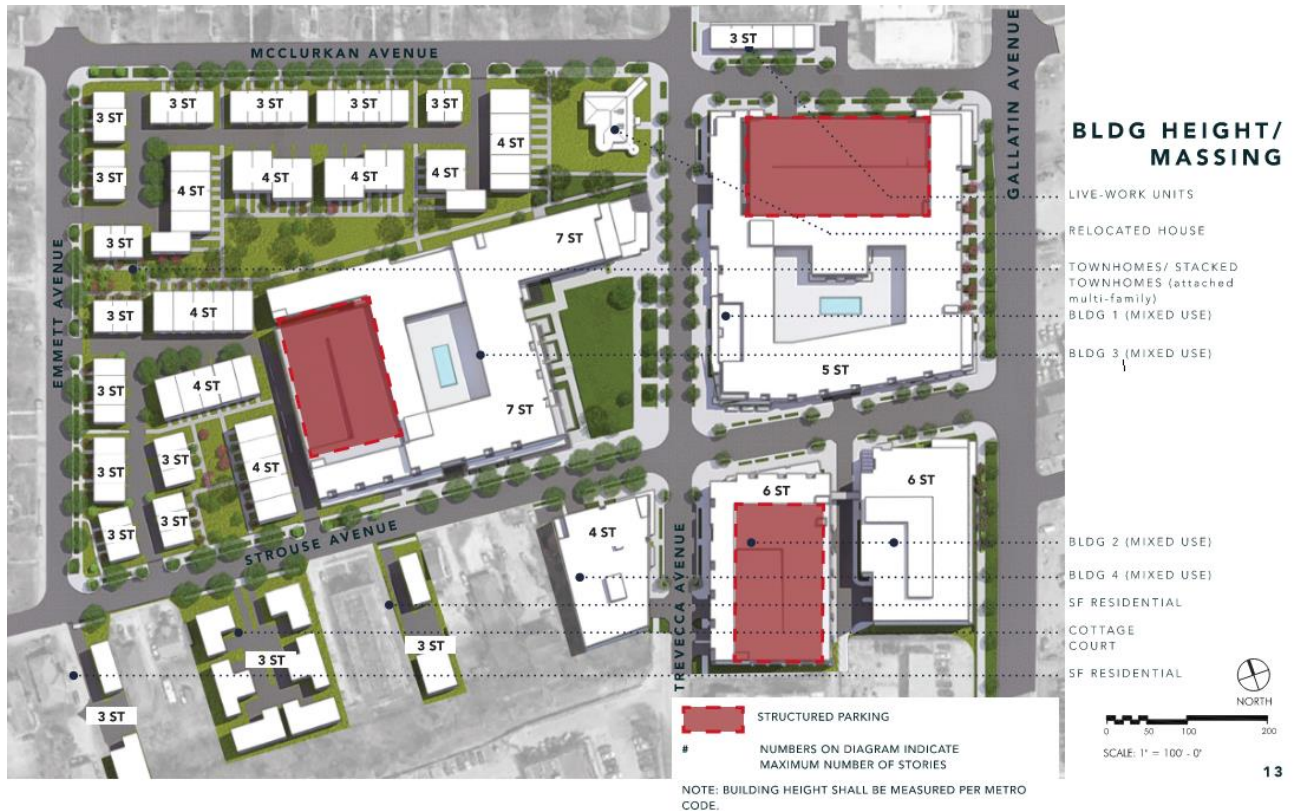 MCCLURKAN AVENUE
3 ST
GALLATIN AVENUE
3 ST
3 ST
3 ST
3 ST
3 ST
4 ST
3 ST
4 ST
4 ST
4 ST
4 ST
3 ST
7 ST
EMMETT AVENUE
3 ST
4 ST
5 ST
3 ST
4 ST
7 ST
3 ST
3 ST
4 ST
6 ST
6 ST
3 ST
3 ST
STROUSE AVENUE
4 ST
TREVECCA AVENUE
3 ST
3 ST
3 ST
BLDG HEIGHT/
MASSING
LIVE-WORK UNITS
RELOCATED HOUSE
TOWNHOMES/ STACKED
TOWNHOMES (attached
multi-family)
BLDG 1 (MIXED USE)
BLDG 3 (MIXED USE)
BLDG 2 (MIXED USE)
BLDG 4 (MIXED USE)
SF RESIDENTIAL
COTTAGE
COURT
SF RESIDENTIAL
NORTH
0 50 100 200
SCALE: 1" = 100' - 0"
STRUCTURED PARKING
# NUMBERS ON DIAGRAM INDICATE
MAXIMUM NUMBER OF STORIES
NOTE: BUILDING HEIGHT SHALL BE MEASURED PER METRO
CODE.
13